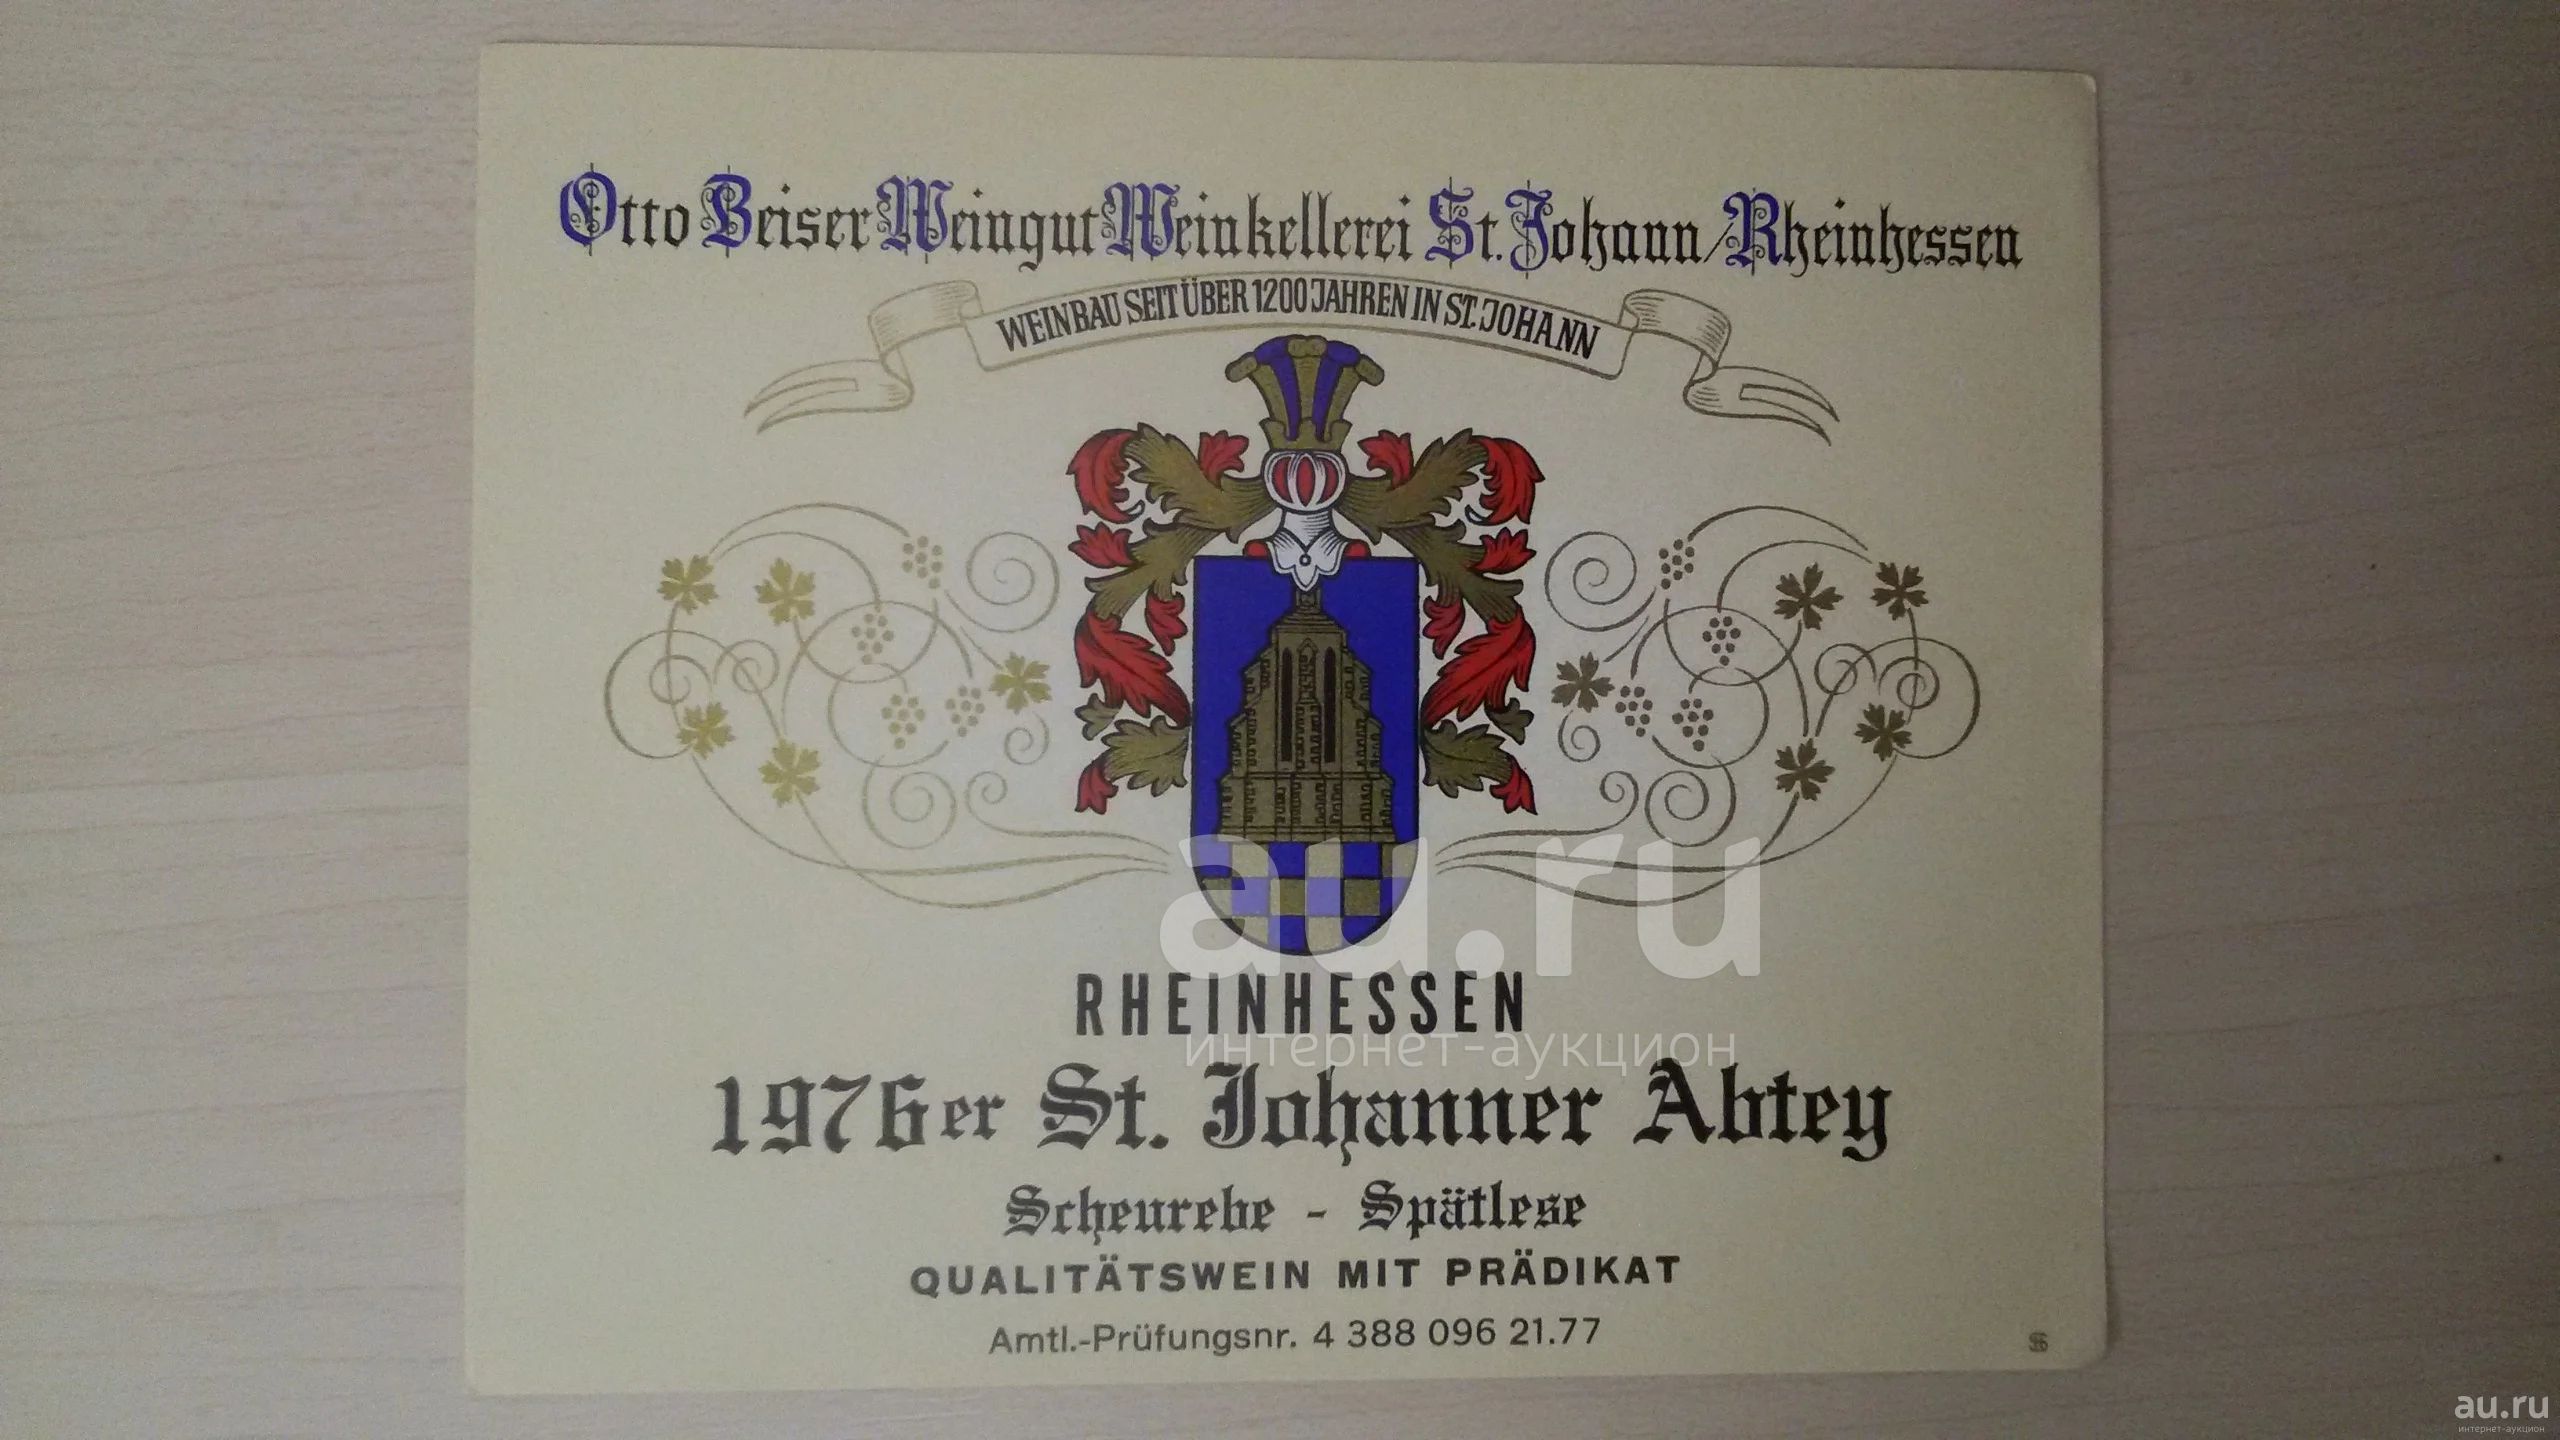 Otto Beiser Weingut Weinkellerei St. Johann/Rheinhessen
WEINBAU SEIT ÜBER 1200 JAHREN IN ST. JOHANN
au.ru
интернет-аукцион
RHEINHESSEN
1976er St. Johanner Abtey
Scheurebe - Spätlese
QUALITÄTSWEIN MIT PRÄDIKAT
Amtl.-Prüfungsnr. 4 388 096 21.77
au.ru
интернет-аукцион